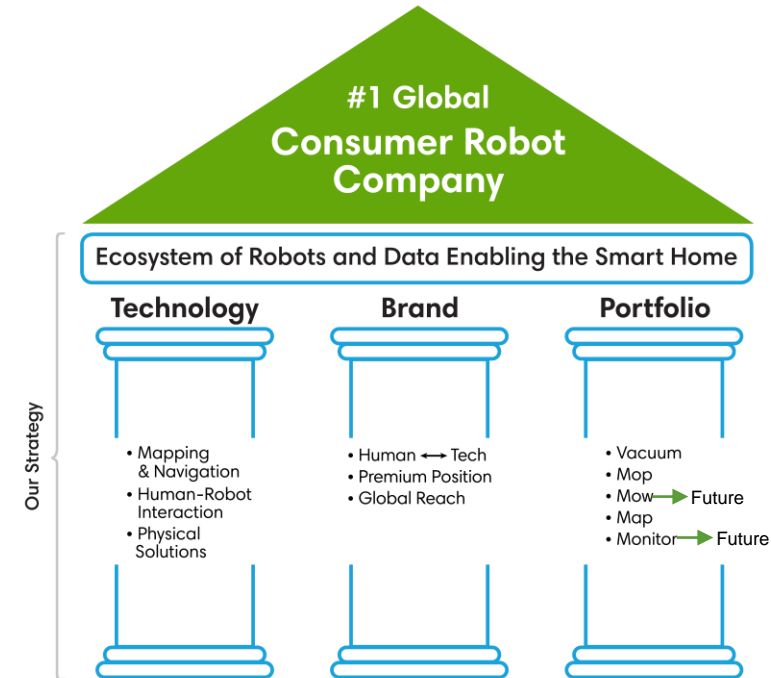 #1 Global
Consumer Robot
Company
Ecosystem of Robots and Data Enabling the Smart Home
Our Strategy
Technology
• Mapping
& Navigation
• Human-Robot
Interaction
• Physical
Solutions
Brand
• Human ↔ Tech
• Premium Position
• Global Reach
Portfolio
• Vacuum
• Mop
• Mow → Future
• Map
• Monitor → Future